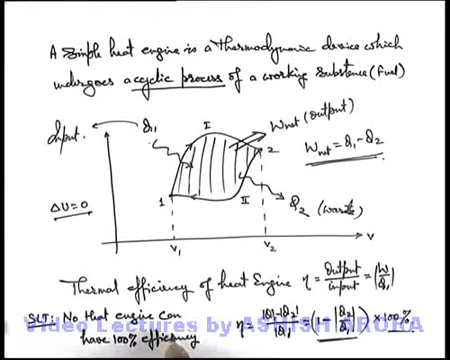 A Simple heat engine is a thermodynamic device which
undergoes a cyclic process of a working substance (fuel)
Input Q₁ I Wnet (output)
2 Wnet = Q₁ - Q₂
ΔU=0
1 II Q₂ (waste)
V₁ V₂ V
Thermal efficiency of heat Engine η = output/input = |W/Q₁|
SLT: No Heat engine can η = |Q₁|-|Q₂|/|Q₁| = (1 - |Q₂/Q₁|) × 100%
have 100% efficiency
Video Lectures by ASHISH ARORA